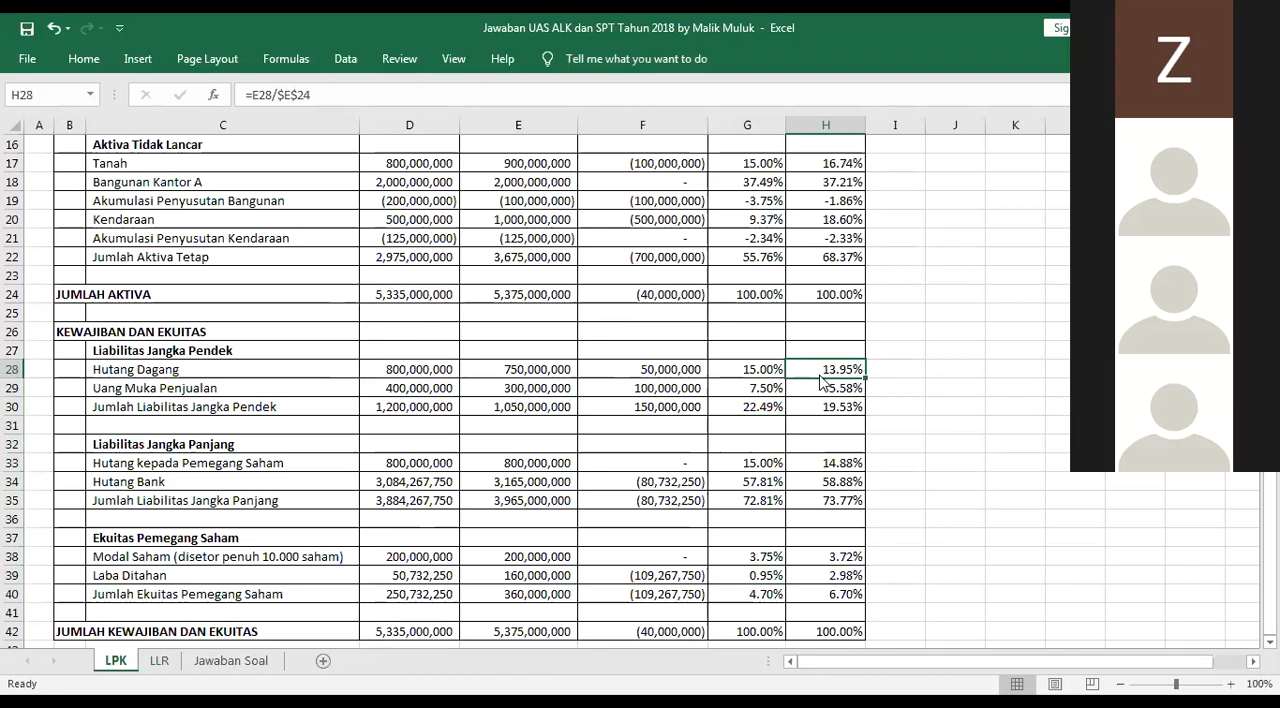 Jawaban UAS ALK dan SPT Tahun 2018 by Malik Muluk - Excel
Sig
File Home Insert Page Layout Formulas Data Review View Help Tell me what you want to do
H28 fx =E28/$E$24
A B C D E F G H I J K
16 Aktiva Tidak Lancar
17 Tanah 800,000,000 900,000,000 (100,000,000) 15.00% 16.74%
18 Bangunan Kantor A 2,000,000,000 2,000,000,000 - 37.49% 37.21%
19 Akumulasi Penyusutan Bangunan (200,000,000) (100,000,000) (100,000,000) -3.75% -1.86%
20 Kendaraan 500,000,000 1,000,000,000 (500,000,000) 9.37% 18.60%
21 Akumulasi Penyusutan Kendaraan (125,000,000) (125,000,000) - -2.34% -2.33%
22 Jumlah Aktiva Tetap 2,975,000,000 3,675,000,000 (700,000,000) 55.76% 68.37%
23
24 JUMLAH AKTIVA 5,335,000,000 5,375,000,000 (40,000,000) 100.00% 100.00%
25
26 KEWAJIBAN DAN EKUITAS
27 Liabilitas Jangka Pendek
28 Hutang Dagang 800,000,000 750,000,000 50,000,000 15.00% 13.95%
29 Uang Muka Penjualan 400,000,000 300,000,000 100,000,000 7.50% 5.58%
30 Jumlah Liabilitas Jangka Pendek 1,200,000,000 1,050,000,000 150,000,000 22.49% 19.53%
31
32 Liabilitas Jangka Panjang
33 Hutang kepada Pemegang Saham 800,000,000 800,000,000 - 15.00% 14.88%
34 Hutang Bank 3,084,267,750 3,165,000,000 (80,732,250) 57.81% 58.88%
35 Jumlah Liabilitas Jangka Panjang 3,884,267,750 3,965,000,000 (80,732,250) 72.81% 73.77%
36
37 Ekuitas Pemegang Saham
38 Modal Saham (disetor penuh 10.000 saham) 200,000,000 200,000,000 - 3.75% 3.72%
39 Laba Ditahan 50,732,250 160,000,000 (109,267,750) 0.95% 2.98%
40 Jumlah Ekuitas Pemegang Saham 250,732,250 360,000,000 (109,267,750) 4.70% 6.70%
41
42 JUMLAH KEWAJIBAN DAN EKUITAS 5,335,000,000 5,375,000,000 (40,000,000) 100.00% 100.00%
LPK LLR Jawaban Soal
Ready 100%
Z